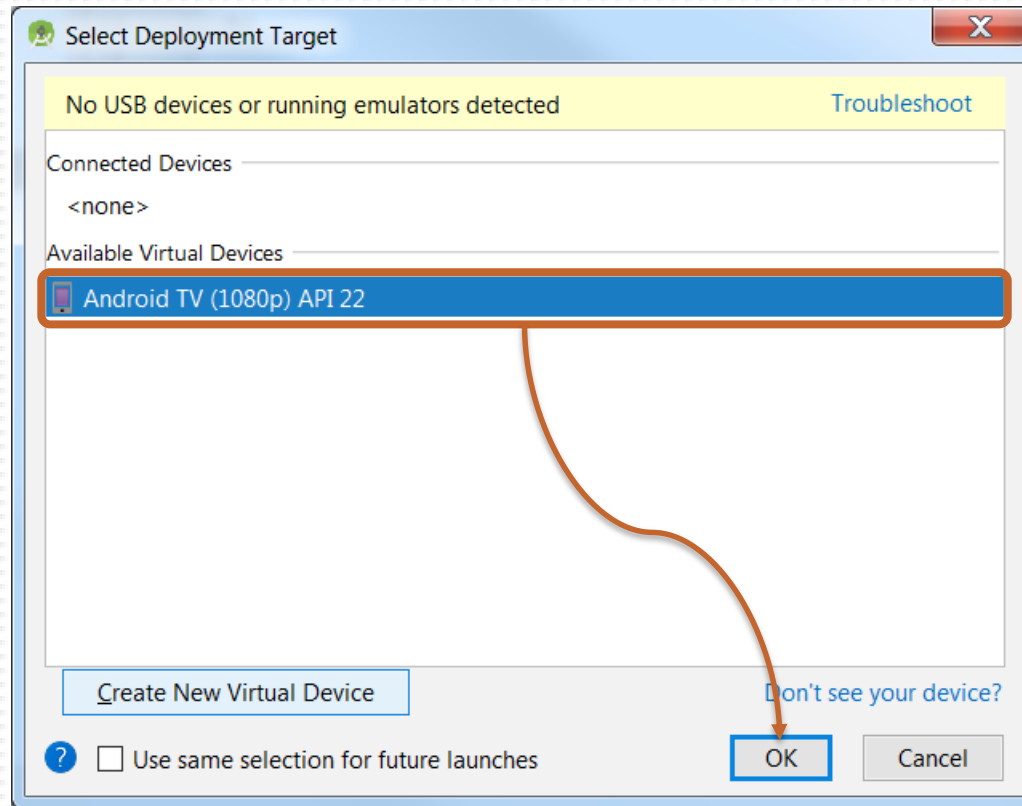 Select Deployment Target
No USB devices or running emulators detected Troubleshoot
Connected Devices
<none>
Available Virtual Devices
Android TV (1080p) API 22
Create New Virtual Device Don't see your device?
? Use same selection for future launches OK Cancel